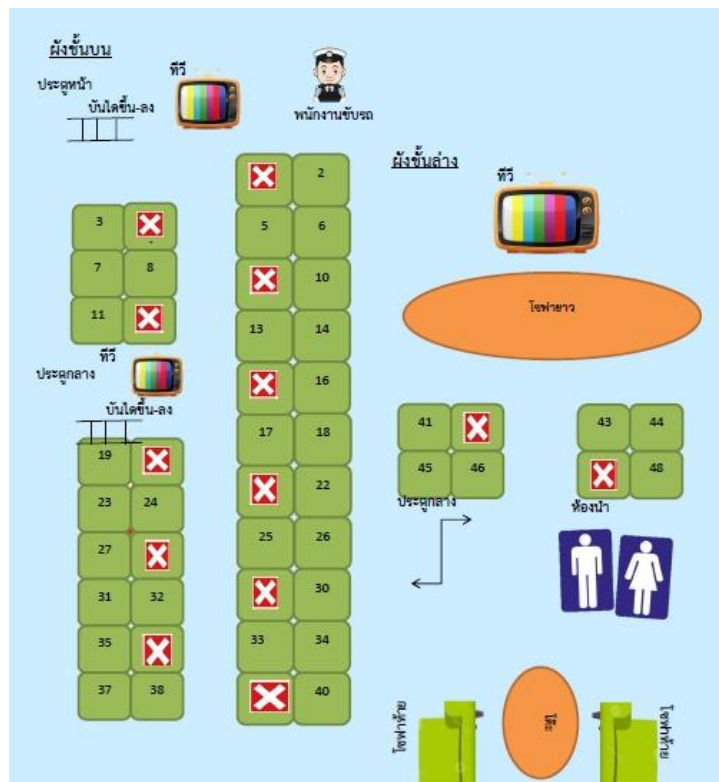 ผังชั้นบน
ทีวี
ประตูหน้า
บันไดขึ้น-ลง
พนักงานขับรถ
2
3
5 6
7 8
10
11
13 14
ทีวี
ประตูกลาง
16
บันไดขึ้น-ลง
17 18
19
22
23 24
25 26
27
30
31 32
33 34
35
37 38
40
ผังชั้นล่าง
ทีวี
โซฟายาว
41
43 44
45 46
48
ประตูกลาง
ห้องน้ำ
โซฟาท้าย
โต๊ะ
โซฟาท้าย